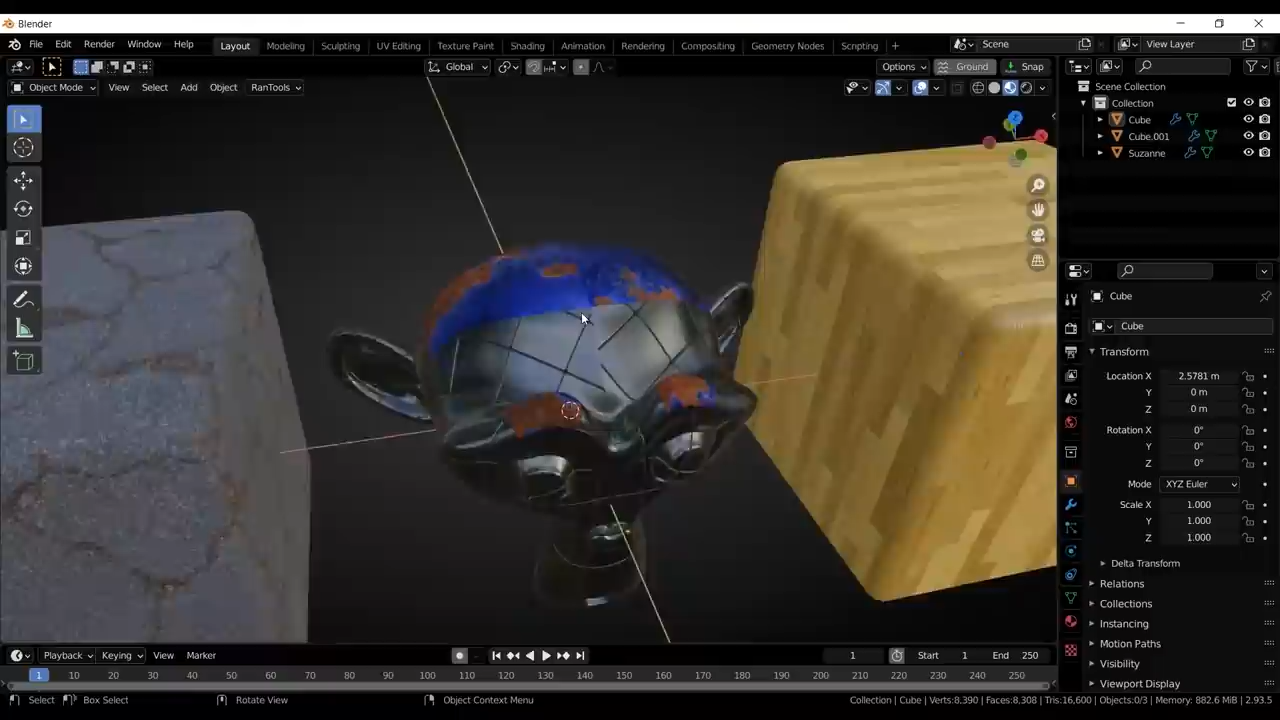 Blender
File Edit Render Window Help
Layout Modeling Sculpting UV Editing Texture Paint Shading Animation Rendering Compositing Geometry Nodes Scripting +
Scene
View Layer
Global
Options
Ground
Snap
Object Mode View Select Add Object RanTools
Scene Collection
Collection
Cube
Cube.001
Suzanne
Z
X
Cube
Cube
Transform
Location X 2.5781 m
Y 0 m
Z 0 m
Rotation X 0°
Y 0°
Z 0°
Mode XYZ Euler
Scale X 1.000
Y 1.000
Z 1.000
Delta Transform
Relations
Collections
Instancing
Motion Paths
Visibility
Viewport Display
Playback Keying View Marker
1 Start 1 End 250
1 10 20 30 40 50 60 70 80 90 100 110 120 130 140 150 160 170 180 190 200 210 220 230 240 250
Select Box Select Rotate View Object Context Menu
Collection | Cube | Verts:8,390 | Faces:8,308 | Tris:16,600 | Objects:0/3 | Memory: 882.6 MiB | 2.93.5